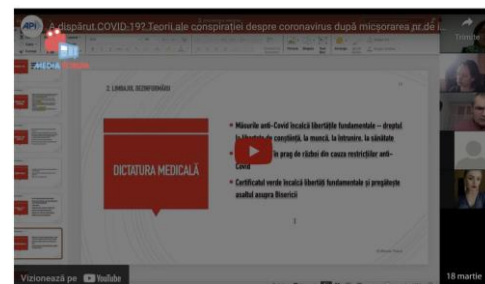 API
A dispărut COVID-19? Teorii ale conspirației despre coronavirus după micșorarea nr. de î...
Trimite
MEDIA
2. LIMBAJUL DEZINFORMĂRII
DICTATURA MEDICALĂ
Măsurile anti-Covid încalcă libertățile fundamentale – dreptul
la libertate de conștiință, la muncă, la întrunire, la sănătate
în prag de război din cauza restricțiilor anti-
Covid
Certificatul verde încalcă libertăți fundamentale și pregătește
asaltul asupra Bisericii
Vizionează pe YouTube
18 martie